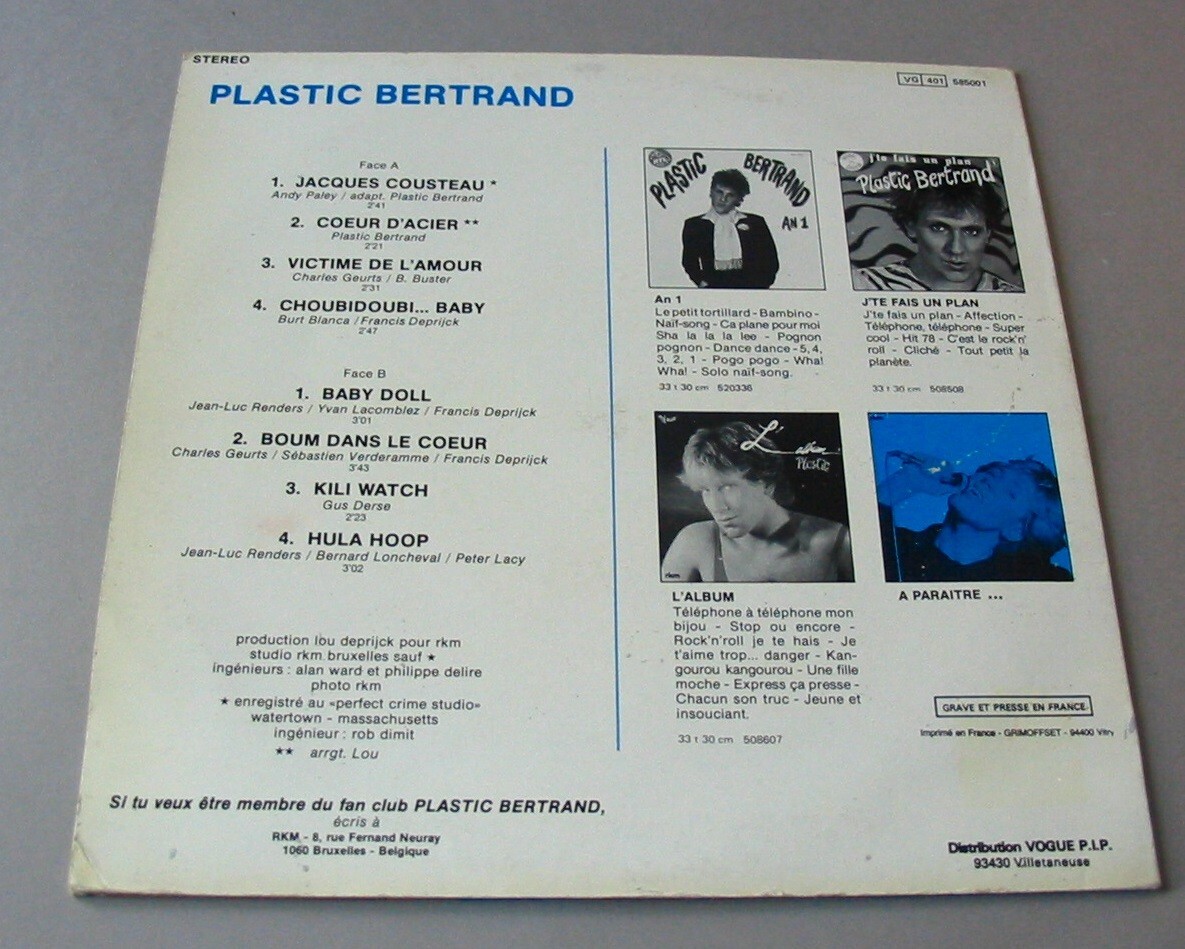 STEREO
PLASTIC BERTRAND
VG 401 585001
Face A
1. JACQUES COUSTEAU *
Andy Paley / adapt. Plastic Bertrand
2'41
2. COEUR D'ACIER **
Plastic Bertrand
2'21
3. VICTIME DE L'AMOUR
Charles Geurts / B. Buster
2'31
4. CHOUBIDOUBI... BABY
Burt Blanca / Francis Deprijck
2'47
Face B
1. BABY DOLL
Jean-Luc Renders / Yvan Lacomblez / Francis Deprijck
3'01
2. BOUM DANS LE COEUR
Charles Geurts / Sébastien Verderamme / Francis Deprijck
3'43
3. KILI WATCH
Gus Derse
2'23
4. HULA HOOP
Jean-Luc Renders / Bernard Loncheval / Peter Lacy
3'02
production lou deprijck pour rkm
studio rkm bruxelles sauf ★
ingénieurs : alan ward et philippe delire
photo rkm
★ enregistré au «perfect crime studio»
watertown - massachusetts
ingénieur : rob dimit
** arrgt. Lou
Si tu veux être membre du fan club PLASTIC BERTRAND,
écris à
RKM - 8, rue Fernand Neuray
1060 Bruxelles - Belgique
PLASTIC BERTRAND
AN 1
An 1
Le petit tortillard - Bambino -
Naïf-song - Ca plane pour moi
Sha la la la lee - Pognon
pognon - Dance dance - 5, 4,
3, 2, 1 - Pogo pogo - Wha!
Wha! - Solo naïf-song.
33 t 30 cm 520336
j'te fais un plan
Plastic Bertrand
J'TE FAIS UN PLAN
J'te fais un plan - Affection -
Téléphone, téléphone - Super
cool - Hit 78 - C'est le rock'n'
roll - Cliché - Tout petit la
planète.
33 t 30 cm 508508
L'album
Plastic
rkm
L'ALBUM
Téléphone à téléphone mon
bijou - Stop ou encore -
Rock'n'roll je te hais - Je
t'aime trop... danger - Kan-
gourou kangourou - Une fille
moche - Express ça presse -
Chacun son truc - Jeune et
insouciant.
33 t 30 cm 508607
A PARAITRE ...
GRAVE ET PRESSE EN FRANCE
Imprimé en France - GRIMOFFSET - 94400 Vitry
Distribution VOGUE P.I.P.
93430 Villetaneuse